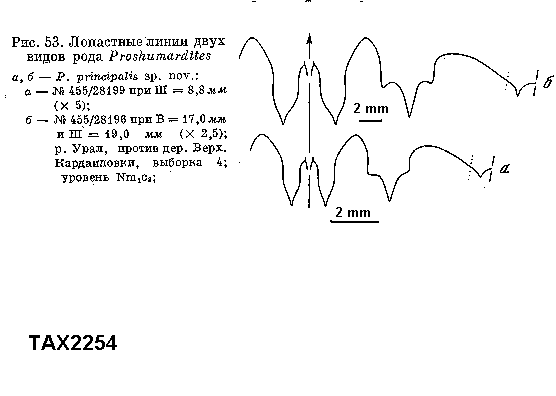 Рис. 53. Лопастные линии двух
видов рода Proshumardites
а, б — P. principalis sp. nov.:
а — № 455/28199 при Ш = 8,8 мм
(× 5);
б — № 455/28196 при В = 17,0 мм
и Ш = 19,0 мм (× 2,5);
р. Урал, против дер. Верх.
Кардаиловки, выборка 4;
уровень Nm₁c₂;
б
2 mm
а
2 mm
TAX2254